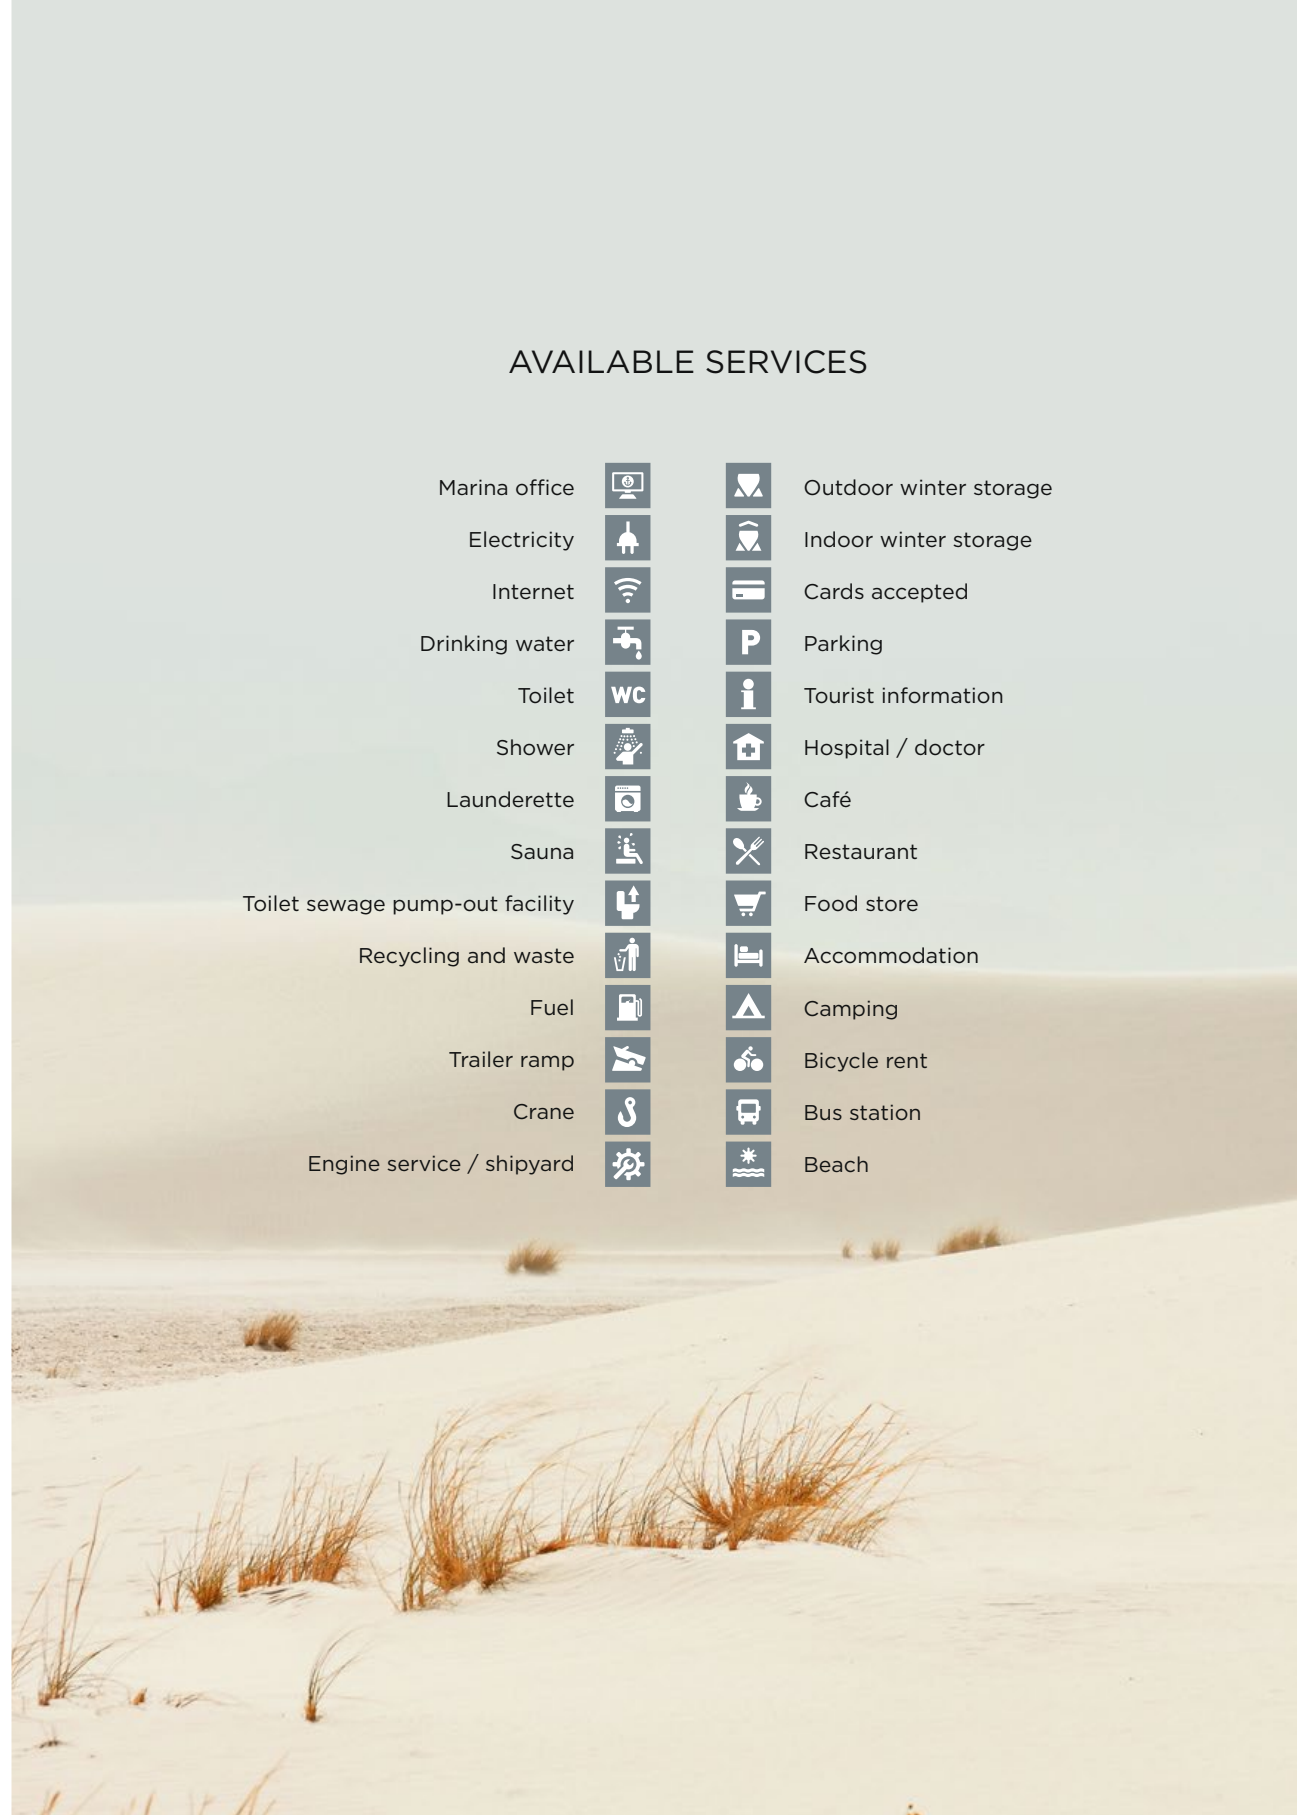 AVAILABLE SERVICES
Marina office
Electricity
Internet
Drinking water
Toilet
WC
Shower
Launderette
Sauna
Toilet sewage pump-out facility
Recycling and waste
Fuel
Trailer ramp
Crane
Engine service / shipyard
Outdoor winter storage
Indoor winter storage
Cards accepted
P
Parking
Tourist information
Hospital / doctor
Café
Restaurant
Food store
Accommodation
Camping
Bicycle rent
Bus station
Beach